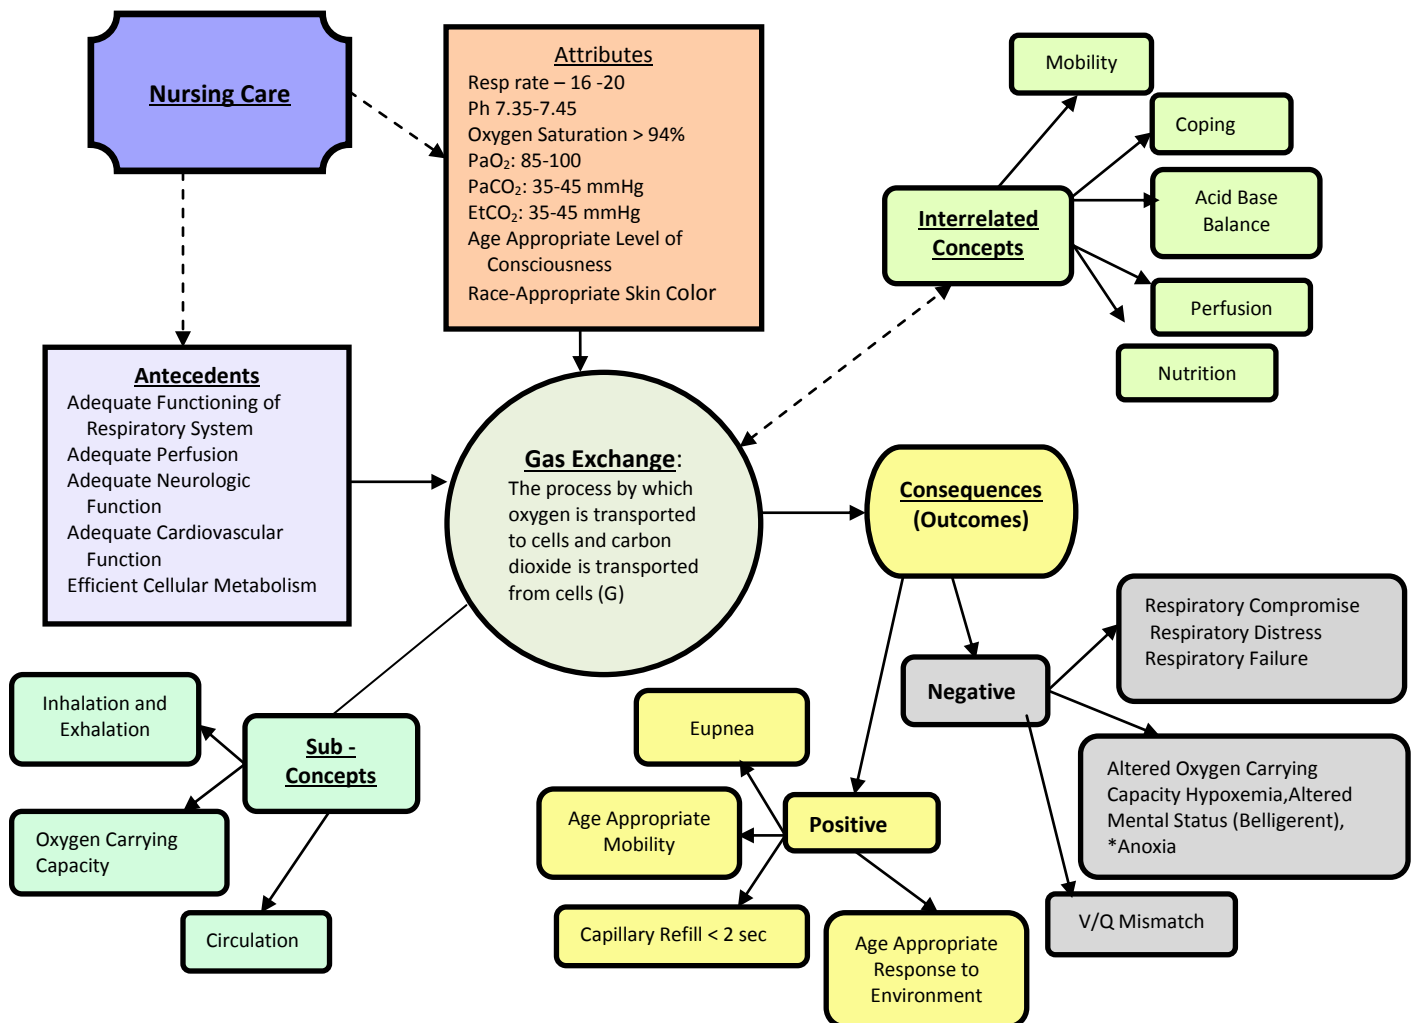 Nursing Care
Attributes
Resp rate – 16 -20
Ph 7.35-7.45
Oxygen Saturation > 94%
PaO₂: 85-100
PaCO₂: 35-45 mmHg
EtCO₂: 35-45 mmHg
Age Appropriate Level of
Consciousness
Race-Appropriate Skin Color
Mobility
Coping
Acid Base
Balance
Interrelated
Concepts
Perfusion
Nutrition
Antecedents
Adequate Functioning of
Respiratory System
Adequate Perfusion
Adequate Neurologic
Function
Adequate Cardiovascular
Function
Efficient Cellular Metabolism
Gas Exchange:
The process by which
oxygen is transported
to cells and carbon
dioxide is transported
from cells (G)
Consequences
(Outcomes)
Negative
Respiratory Compromise
Respiratory Distress
Respiratory Failure
Altered Oxygen Carrying
Capacity Hypoxemia,Altered
Mental Status (Belligerent),
*Anoxia
V/Q Mismatch
Positive
Eupnea
Age Appropriate
Mobility
Capillary Refill < 2 sec
Age Appropriate
Response to
Environment
Sub -
Concepts
Inhalation and
Exhalation
Oxygen Carrying
Capacity
Circulation